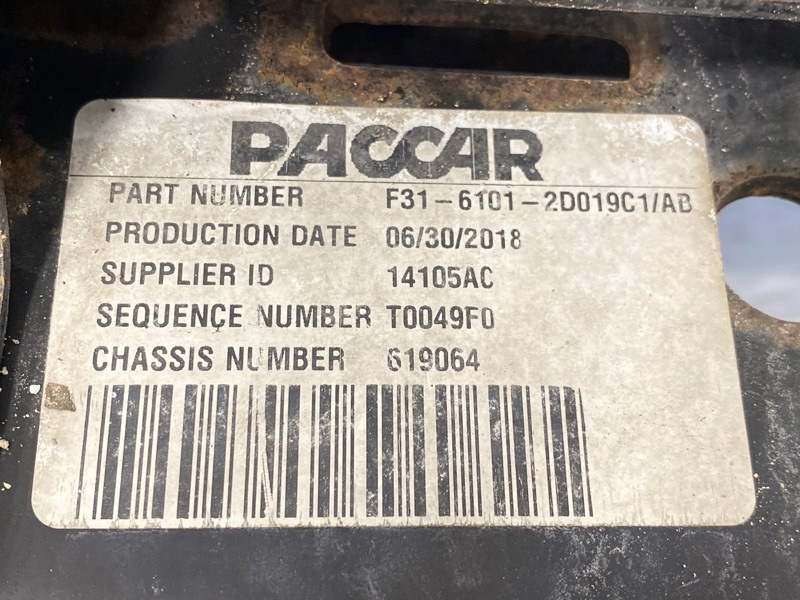 PACCAR
PART NUMBER F31-6101-2D019C1/AB
PRODUCTION DATE 06/30/2018
SUPPLIER ID 14105AC
SEQUENCE NUMBER T0049F0
CHASSIS NUMBER 619064